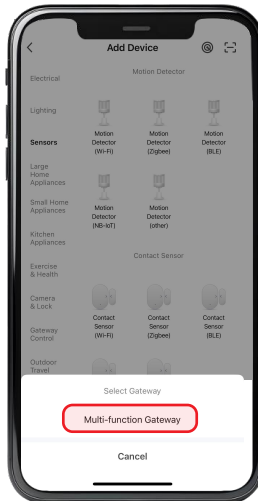 Add Device
Electrical
Lighting
Sensors
Large
Home
Appliances
Small Home
Appliances
Kitchen
Appliances
Exercise
& Health
Camera
& Lock
Gateway
Control
Outdoor
Travel
Motion Detector
Motion
Detector
(Wi-Fi)
Motion
Detector
(Zigbee)
Motion
Detector
(BLE)
Motion
Detector
(NB-IoT)
Motion
Detector
(other)
Contact Sensor
Contact
Sensor
(Wi-Fi)
Contact
Sensor
(Zigbee)
Contact
Sensor
(BLE)
Select Gateway
Multi-function Gateway
Cancel